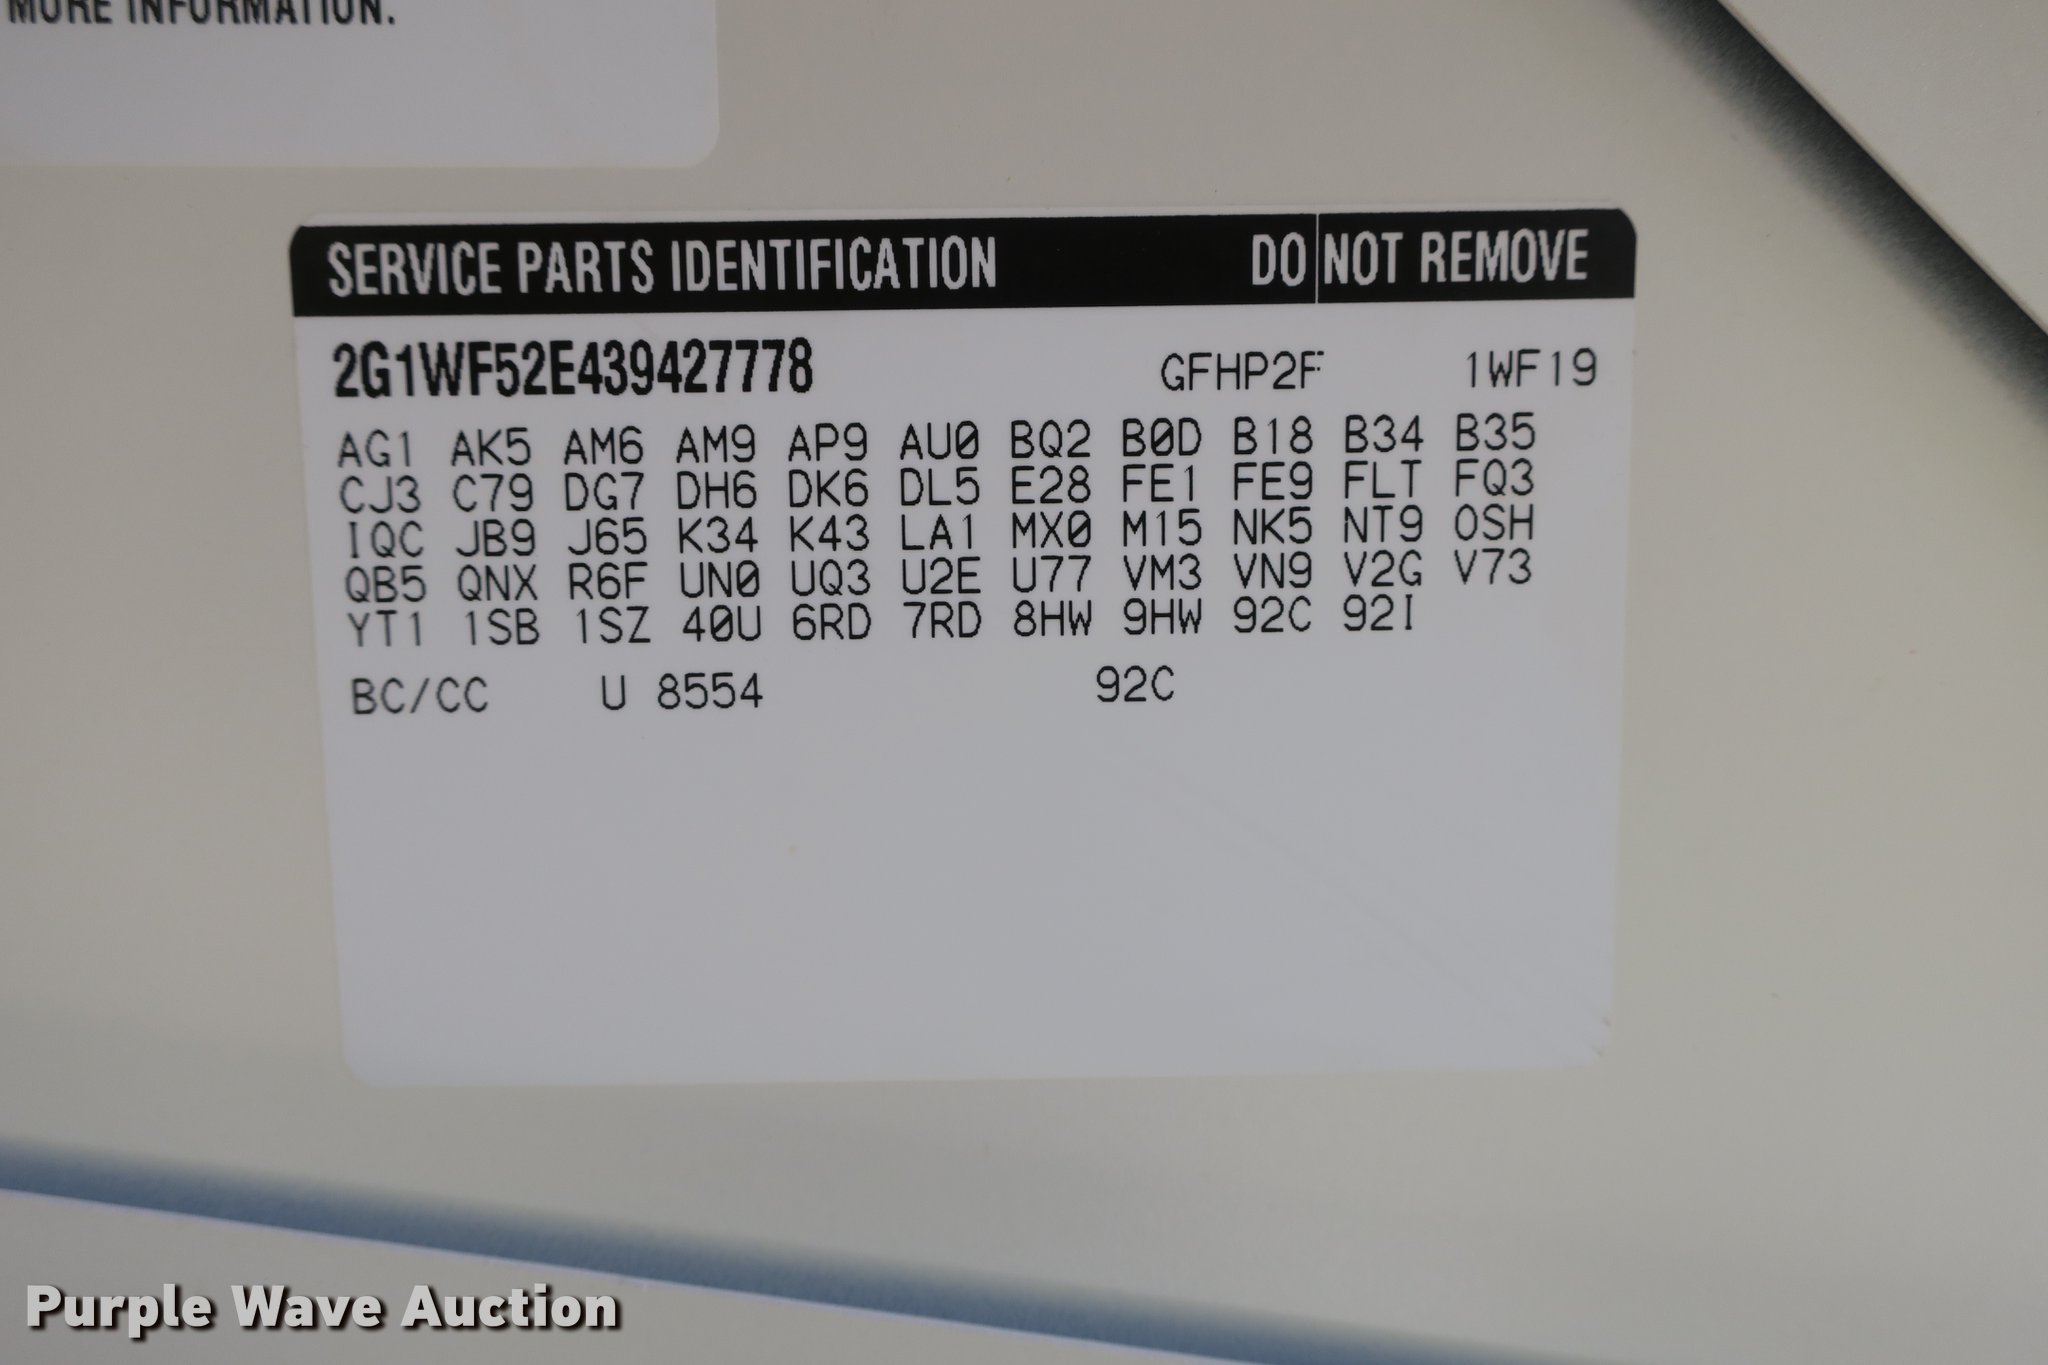 MORE INFORMATION.
SERVICE PARTS IDENTIFICATION DO NOT REMOVE
2G1WF52E439427778 GFHP2F 1WF19
AG1 AK5 AM6 AM9 AP9 AU0 BQ2 B0D B18 B34 B35
CJ3 C79 DG7 DH6 DK6 DL5 E28 FE1 FE9 FLT FQ3
IQC JB9 J65 K34 K43 LA1 MX0 M15 NK5 NT9 OSH
QB5 QNX R6F UN0 UQ3 U2E U77 VM3 VN9 V2G V73
YT1 1SB 1SZ 40U 6RD 7RD 8HW 9HW 92C 92I
BC/CC U 8554 92C
Purple Wave Auction